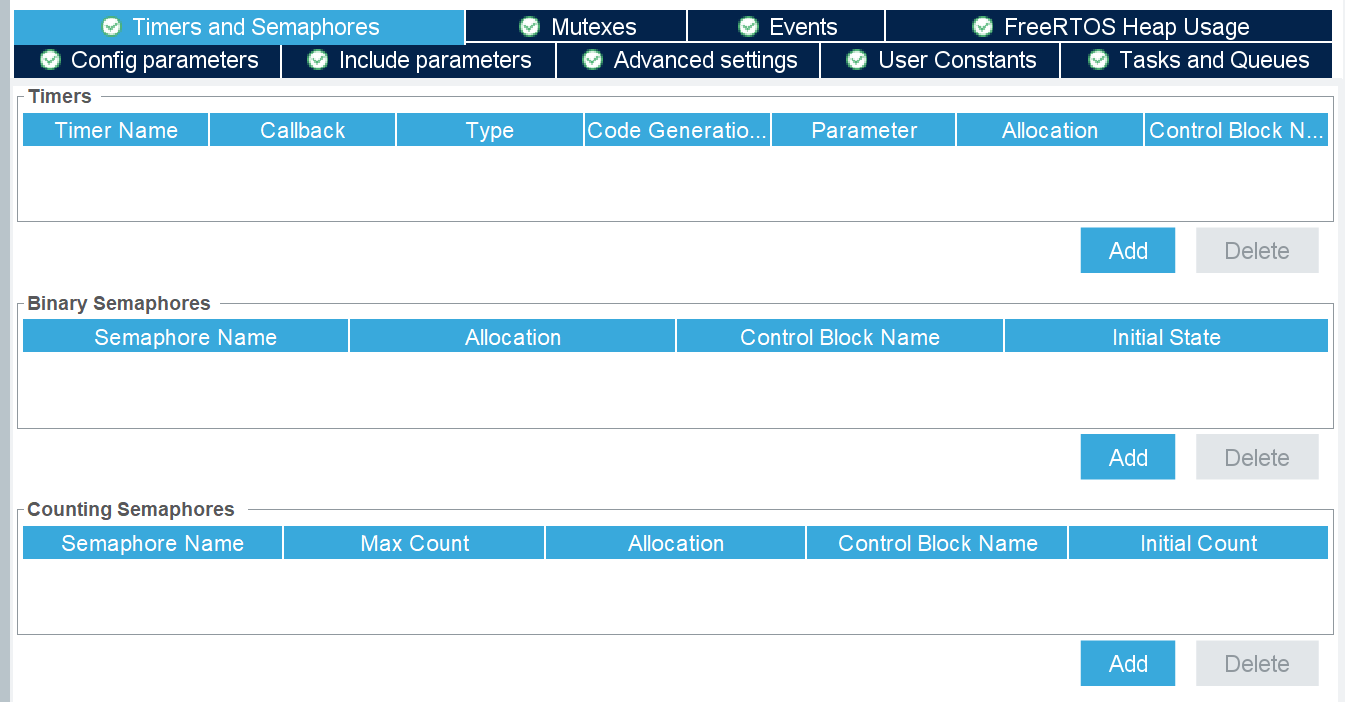 Timers and Semaphores Mutexes Events FreeRTOS Heap Usage
Config parameters Include parameters Advanced settings User Constants Tasks and Queues
Timers
Timer Name Callback Type Code Generatio... Parameter Allocation Control Block N...
Add Delete
Binary Semaphores
Semaphore Name Allocation Control Block Name Initial State
Add Delete
Counting Semaphores
Semaphore Name Max Count Allocation Control Block Name Initial Count
Add Delete